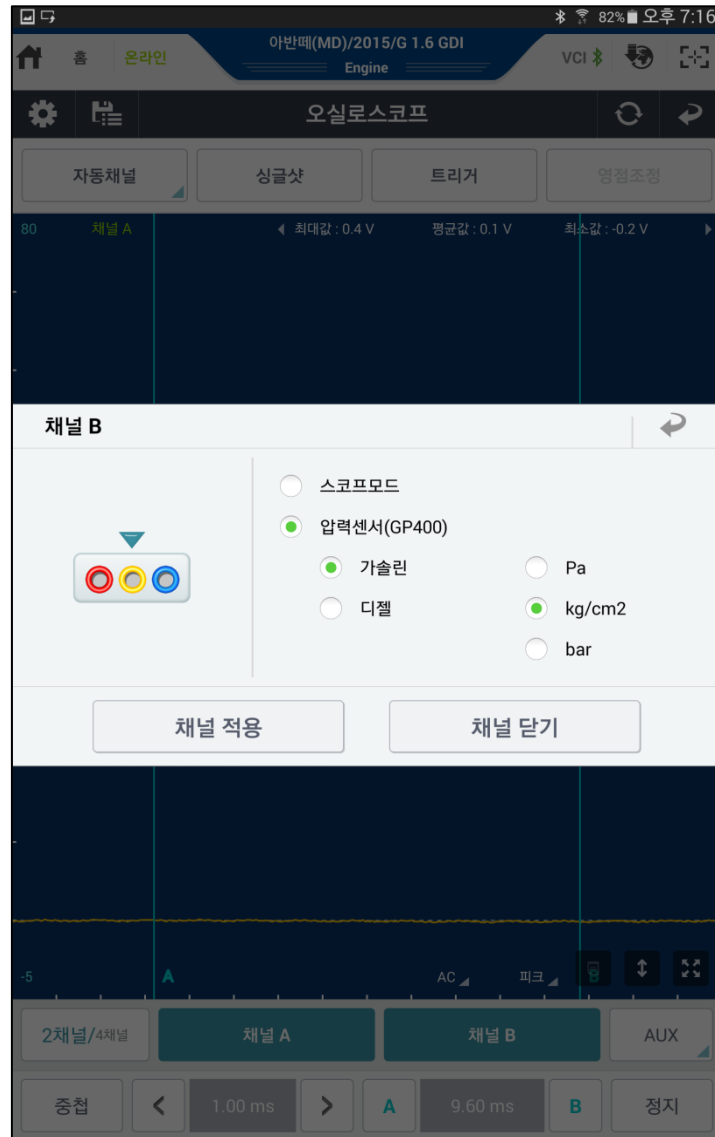 82% 오후 7:16
홈 온라인 아반떼(MD)/2015/G 1.6 GDI VCI
Engine
오실로스코프
자동채널 싱글샷 트리거 영점조정
80 채널 A 최대값 : 0.4 V 평균값 : 0.1 V 최소값 : -0.2 V
채널 B
스코프모드
압력센서(GP400)
가솔린 Pa
디젤 kg/cm2
bar
채널 적용 채널 닫기
-5 A AC 피크 B
2채널/4채널 채널 A 채널 B AUX
중첩 < 1.00 ms > A 9.60 ms B 정지